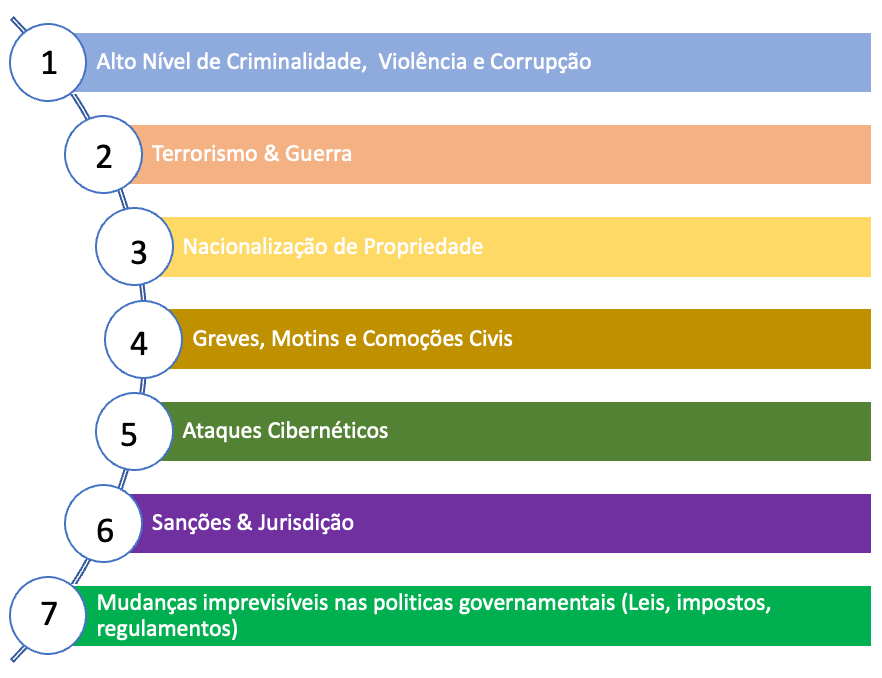 1
Alto Nível de Criminalidade,  Violência e Corrupção
2
Terrorismo & Guerra
3
Nacionalização de Propriedade
4
Greves, Motins e Comoções Civis
5
Ataques Cibernéticos
6
Sanções & Jurisdição
7
Mudanças imprevisíveis nas politicas governamentais (Leis, impostos,
regulamentos)